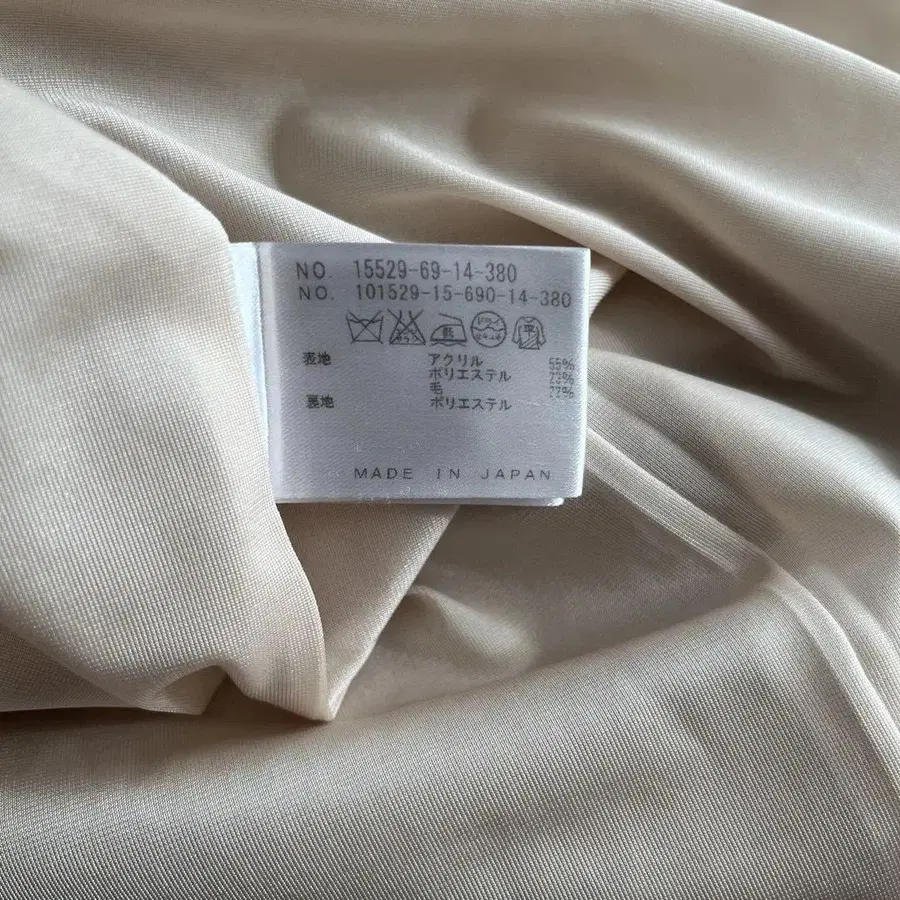 NO. 15529-69-14-380
NO. 101529-15-690-14-380
平
表地 アクリル 55%
ポリエステル 23%
毛 22%
裏地 ポリエステル
MADE IN JAPAN